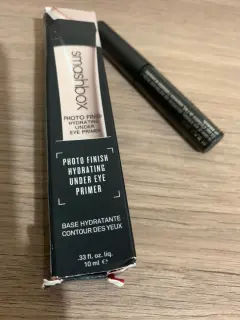 smashbox
PHOTO FINISH
HYDRATING
UNDER
EYE PRIMER
PHOTO FINISH
HYDRATING
UNDER EYE
PRIMER
BASE HYDRATANTE
CONTOUR DES YEUX
.33 fl. oz. liq.
10 ml e